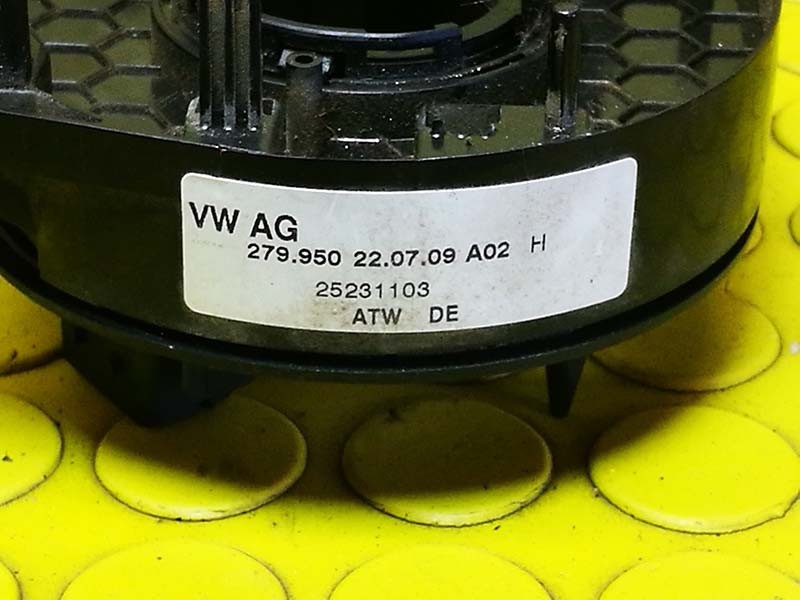 VW AG
279.950 22.07.09 A02 H
25231103
ATW DE